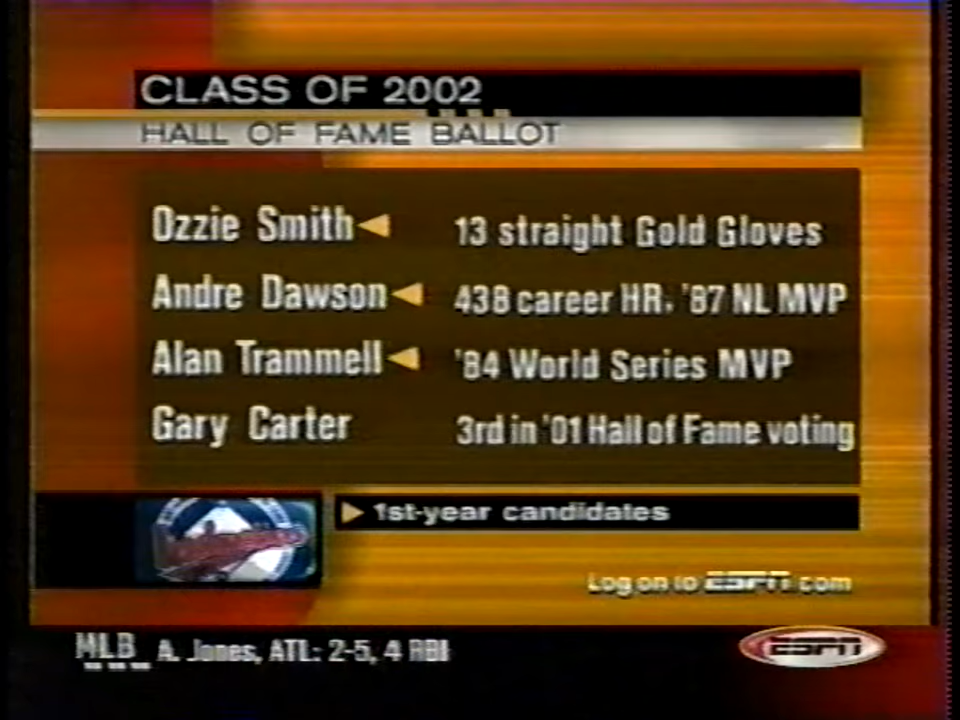 CLASS OF 2002
HALL OF FAME BALLOT
Ozzie Smith 13 straight Gold Gloves
Andre Dawson 438 career HR, '87 NL MVP
Alan Trammell '84 World Series MVP
Gary Carter 3rd in '01 Hall of Fame voting
1st-year candidates
Log on to ESPN.com
MLB A. Jones, ATL: 2-5, 4 RBI
ESPN